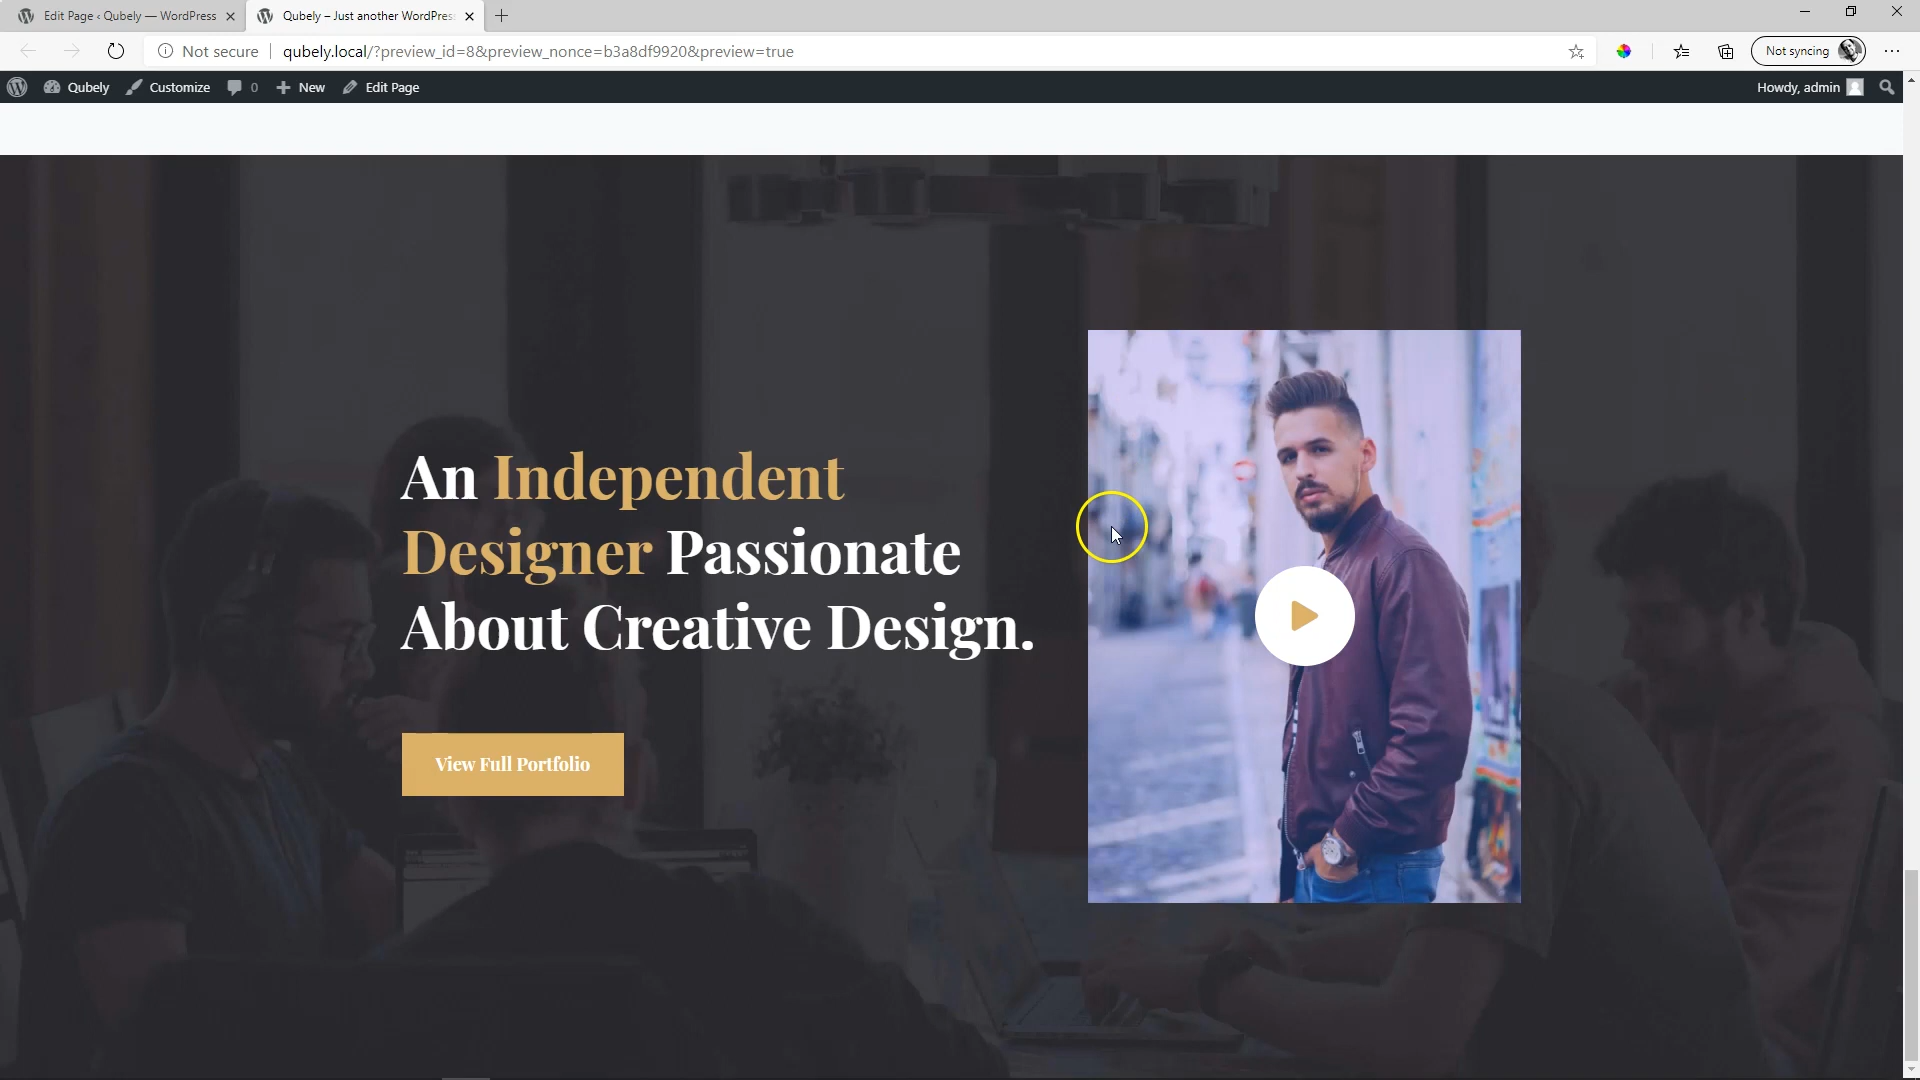 Edit Page ‹ Qubely — WordPress
Qubely – Just another WordPress
Not secure
qubely.local/?preview_id=8&preview_nonce=b3a8df9920&preview=true
Not syncing
Qubely
Customize
0
New
Edit Page
Howdy, admin
An Independent
Designer Passionate
About Creative Design.
View Full Portfolio